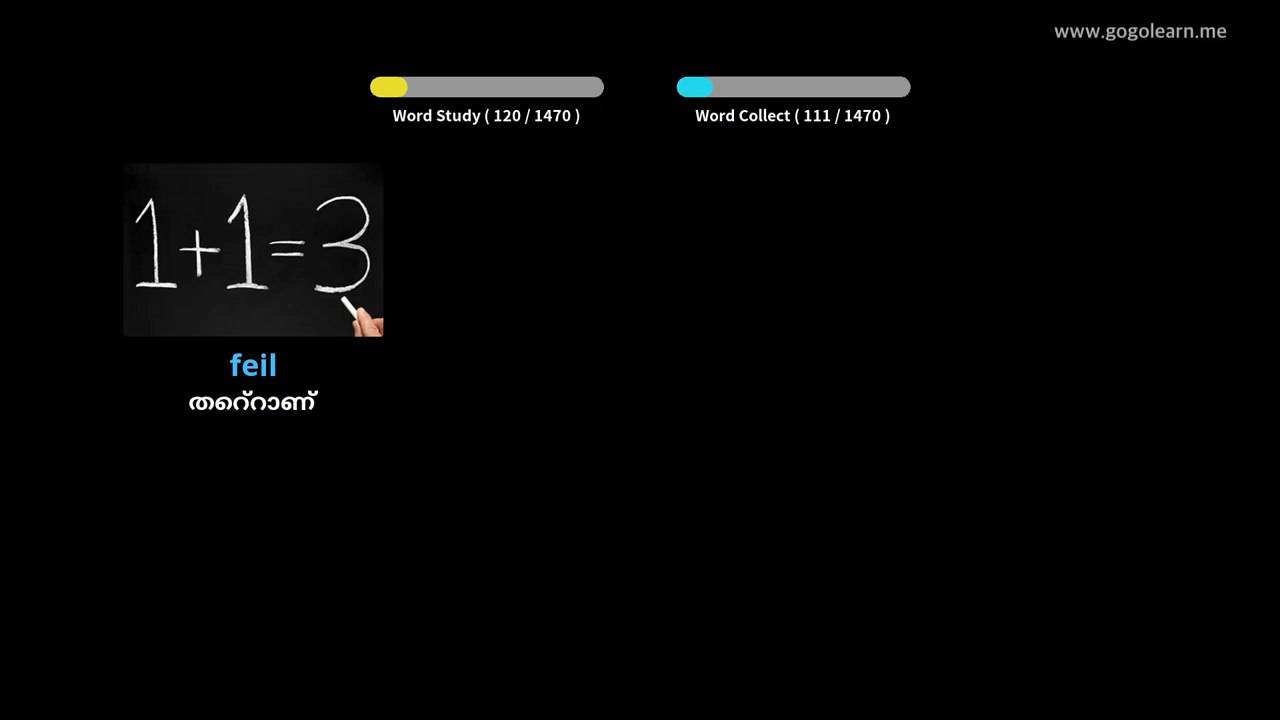 www.gogolearn.me
Word Study ( 120 / 1470 )
Word Collect ( 111 / 1470 )
1+1=3
feil
തെറ്റാണ്